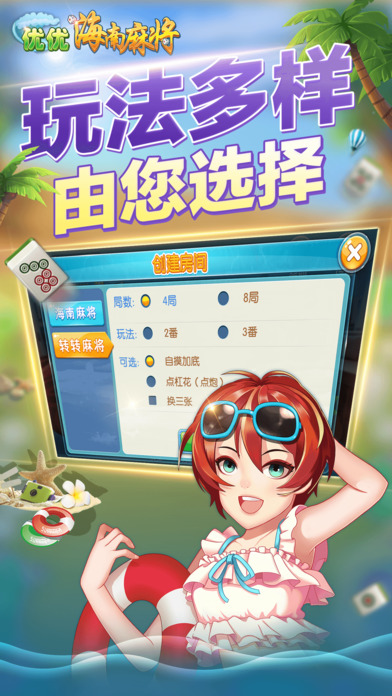 优优海南麻将
玩法多样
由您选择
创建房间
海南麻将
转转麻将
局数: 4局 8局
玩法: 2番 3番
可选: 自摸加底
点杠花（点炮）
换三张